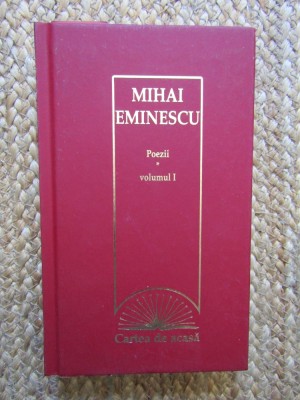 MIHAI
EMINESCU
Poezii
*
volumul I
Cartea de acasă